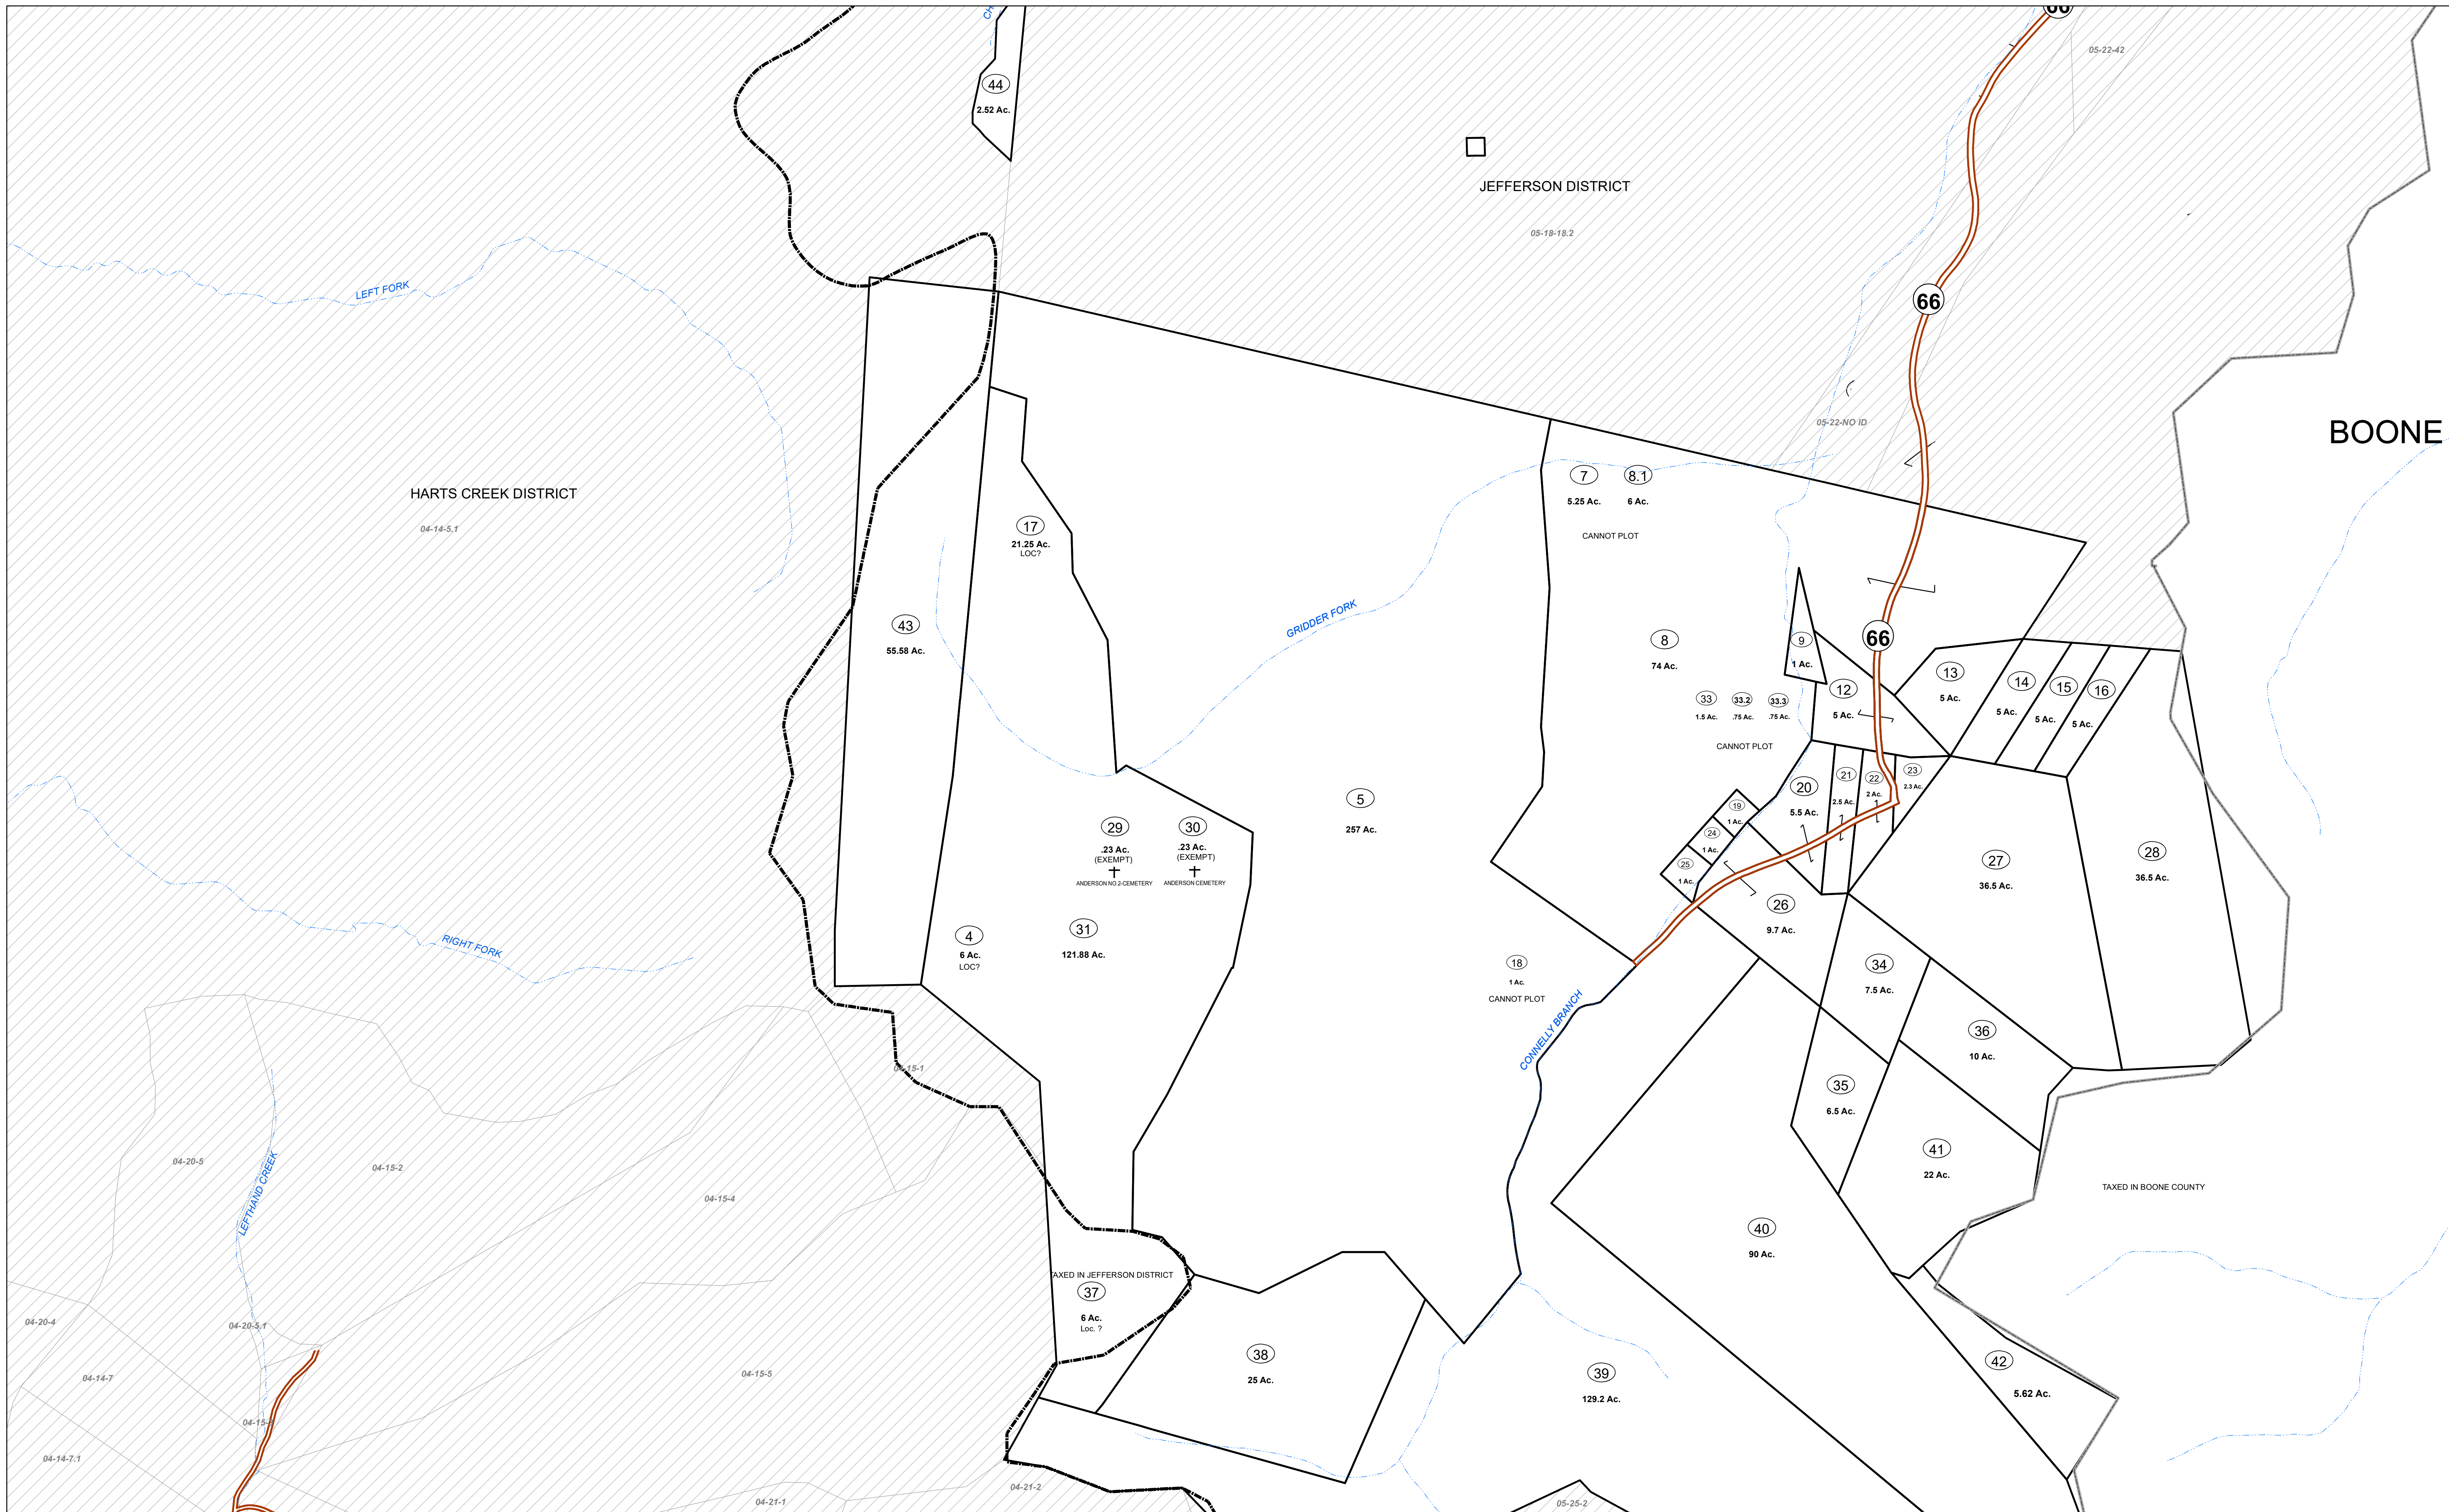 CH
66
05-22-42
44
2.52 Ac.
JEFFERSON DISTRICT
05-18-18.2
LEFT FORK
66
05-22-NO ID
BOONE
HARTS CREEK DISTRICT
04-14-5.1
7
8.1
5.25 Ac.
6 Ac.
CANNOT PLOT
17
21.25 Ac.
LOC?
43
55.58 Ac.
GRIDDER FORK
8
74 Ac.
9
1 Ac.
66
33
33.2
33.3
1.5 Ac.
.75 Ac.
.75 Ac.
CANNOT PLOT
12
5 Ac.
13
5 Ac.
14
5 Ac.
15
5 Ac.
16
5 Ac.
5
257 Ac.
19
1 Ac.
24
1 Ac.
25
1 Ac.
20
5.5 Ac.
21
2.5 Ac.
22
2 Ac.
23
2.3 Ac.
29
.23 Ac.
(EXEMPT)
ANDERSON NO.2-CEMETERY
30
.23 Ac.
(EXEMPT)
ANDERSON CEMETERY
27
36.5 Ac.
28
36.5 Ac.
26
9.7 Ac.
RIGHT FORK
4
6 Ac.
LOC?
31
121.88 Ac.
18
1 Ac.
CANNOT PLOT
34
7.5 Ac.
CONNELLY BRANCH
36
10 Ac.
04-15-1
35
6.5 Ac.
04-20-5
04-15-2
LEFTHAND CREEK
04-15-4
41
22 Ac.
TAXED IN BOONE COUNTY
40
90 Ac.
TAXED IN JEFFERSON DISTRICT
37
6 Ac.
Loc. ?
04-20-4
04-20-5.1
38
25 Ac.
39
129.2 Ac.
42
5.62 Ac.
04-14-7
04-15-5
04-14-7.1
04-21-2
04-21-1
05-25-2